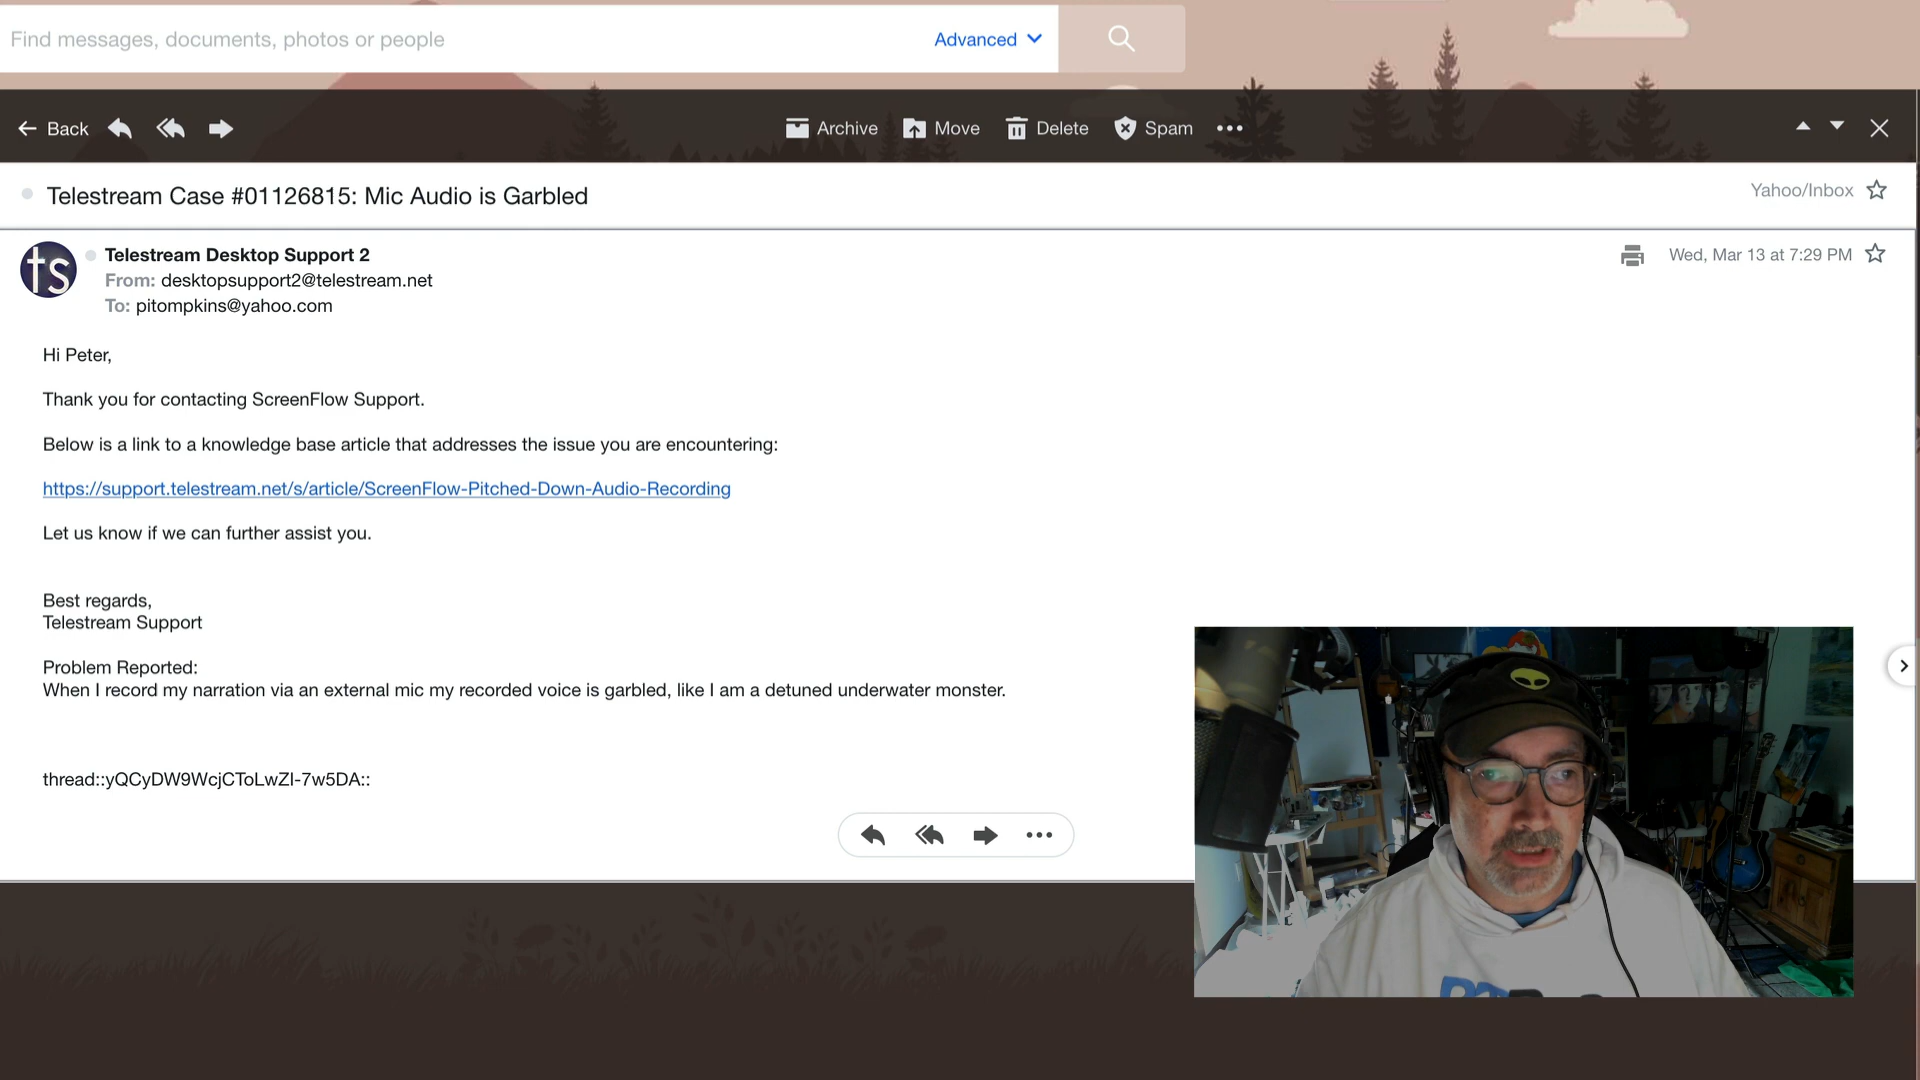 Find messages, documents, photos or people
Advanced
Back
Archive
Move
Delete
Spam
Telestream Case #01126815: Mic Audio is Garbled
Yahoo/Inbox
ts
Telestream Desktop Support 2
Wed, Mar 13 at 7:29 PM
From: desktopsupport2@telestream.net
To: pitompkins@yahoo.com
Hi Peter,
Thank you for contacting ScreenFlow Support.
Below is a link to a knowledge base article that addresses the issue you are encountering:
https://support.telestream.net/s/article/ScreenFlow-Pitched-Down-Audio-Recording
Let us know if we can further assist you.
Best regards,
Telestream Support
Problem Reported:
When I record my narration via an external mic my recorded voice is garbled, like I am a detuned underwater monster.
thread::yQCyDW9WcjCToLwZI-7w5DA::